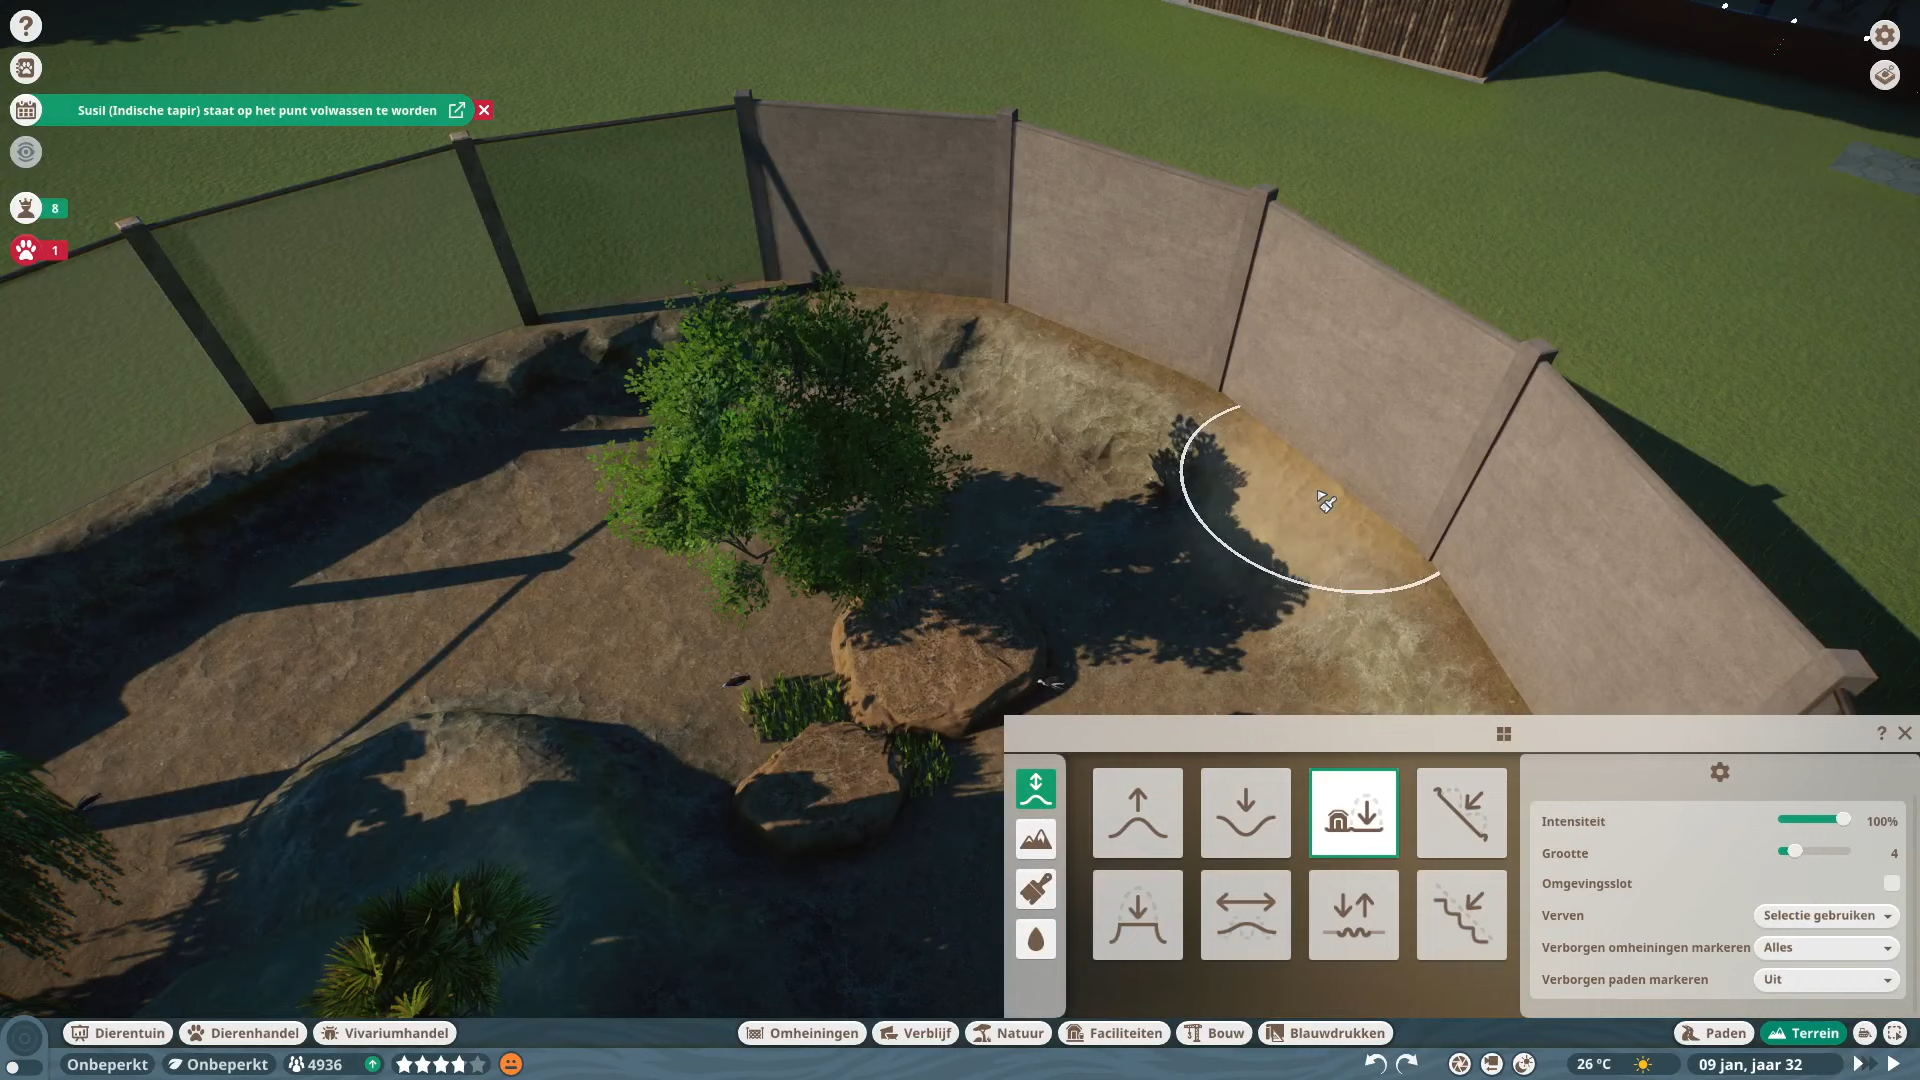 ?
Susil (Indische tapir) staat op het punt volwassen te worden
8
1
?
Intensiteit 100%
Grootte 4
Omgevingsslot
Verven Selectie gebruiken
Verborgen omheiningen markeren Alles
Verborgen paden markeren Uit
Dierentuin Dierenhandel Vivariumhandel Omheiningen Verblijf Natuur Faciliteiten Bouw Blauwdrukken Paden Terrein
Onbeperkt Onbeperkt 4936 26 °C 09 jan, jaar 32